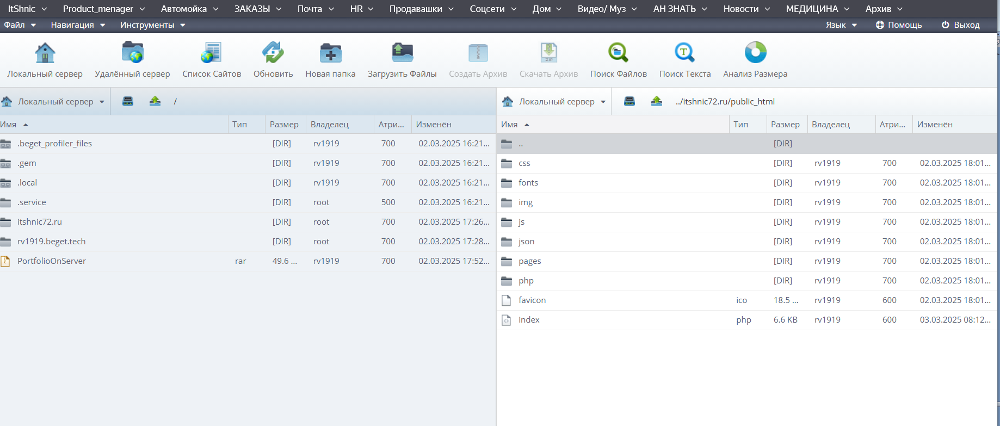 ItShnic Product_menager Автомойка ЗАКАЗЫ Почта HR Продавашки Соцсети Дом Видео/ Муз АН ЗНАТЬ Новости МЕДИЦИНА Архив
Файл Навигация Инструменты Язык Помощь Выход
Локальный сервер Удалённый сервер Список Сайтов Обновить Новая папка Загрузить Файлы Создать Архив Скачать Архив Поиск Файлов Поиск Текста Анализ Размера
Локальный сервер /
Имя Тип Размер Владелец Атри... Изменён
.beget_profiler_files [DIR] rv1919 700 02.03.2025 16:21...
.gem [DIR] rv1919 700 02.03.2025 16:21...
.local [DIR] rv1919 700 02.03.2025 16:21...
.service [DIR] root 500 02.03.2025 16:21...
itshnic72.ru [DIR] root 700 02.03.2025 17:26...
rv1919.beget.tech [DIR] root 700 02.03.2025 17:28...
PortfolioOnServer rar 49.6 ... rv1919 700 02.03.2025 17:52...
Локальный сервер ../itshnic72.ru/public_html
Имя Тип Размер Владелец Атри... Изменён
.. [DIR]
css [DIR] rv1919 700 02.03.2025 18:01...
fonts [DIR] rv1919 700 02.03.2025 18:01...
img [DIR] rv1919 700 02.03.2025 18:01...
js [DIR] rv1919 700 02.03.2025 18:01...
json [DIR] rv1919 700 02.03.2025 18:01...
pages [DIR] rv1919 700 02.03.2025 18:01...
php [DIR] rv1919 700 02.03.2025 18:01...
favicon ico 18.5 ... rv1919 600 02.03.2025 18:01...
index php 6.6 KB rv1919 600 03.03.2025 08:12...